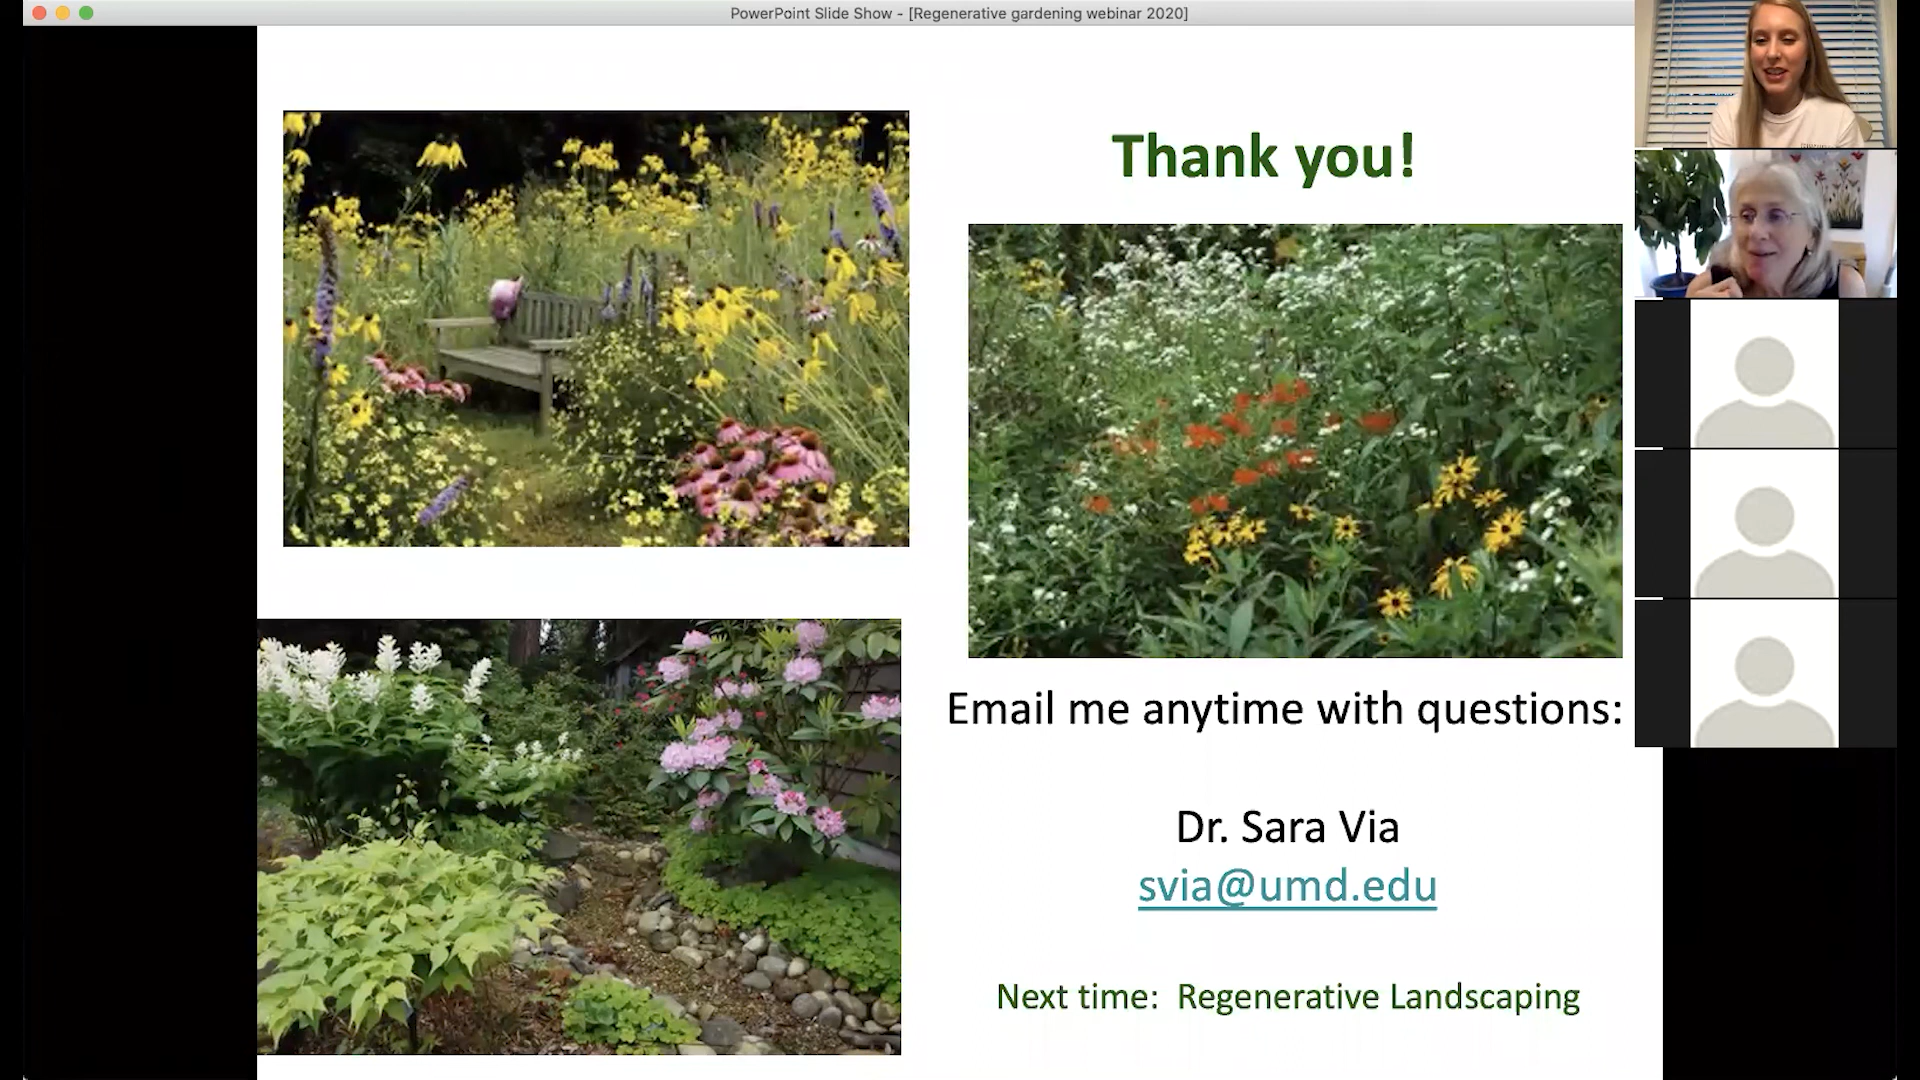 PowerPoint Slide Show - [Regenerative gardening webinar 2020]
Thank you!
Email me anytime with questions:
Dr. Sara Via
svia@umd.edu
Next time: Regenerative Landscaping